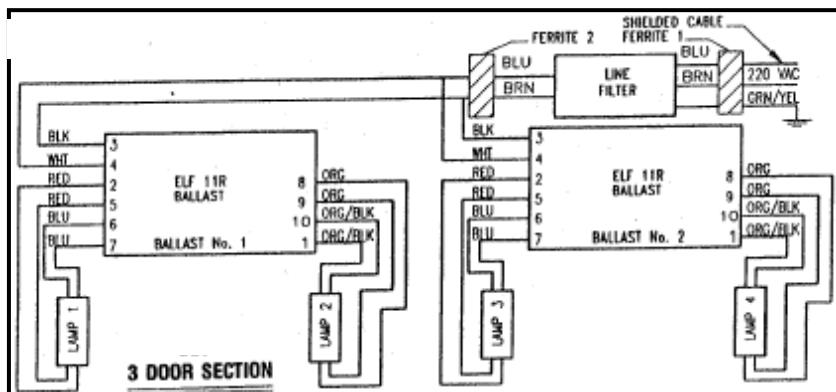 SHIELDED CABLE
FERRITE 2
FERRITE 1
BLU
BLU
LINE
FILTER
BRN
BRN
220 VAC
GRN/YEL
BLK
3
WHT
4
RED
2
RED
5
BLU
6
BLU
7
ELF 11R
BALLAST
BALLAST No. 1
8
ORG
9
ORG
10
ORG/BLK
1
ORG/BLK
LAMP 1
LAMP 2
BLK
3
WHT
4
RED
2
RED
5
BLU
6
BLU
7
ELF 11R
BALLAST
BALLAST No. 2
8
ORG
9
ORG
10
ORG/BLK
1
ORG/BLK
LAMP 3
LAMP 4
3 DOOR SECTION